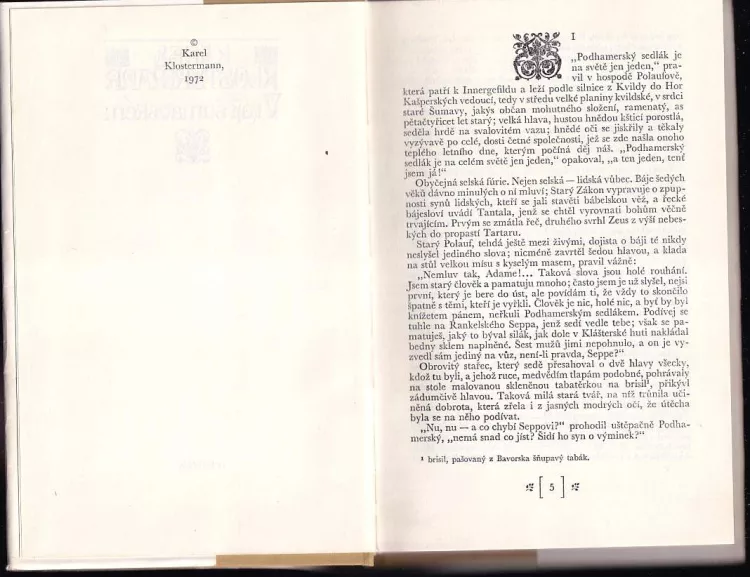 ©
Karel
Klostermann,
1972
I
„Podhamerský sedlák je
na světě jen jeden,“ pra-
vil v hospodě Polaufově,
která patří k Innergefildu a leží podle silnice z Kvildy do Hor
Kašperských vedoucí, tedy v středu velké planiny kvildské, v srdci
staré Šumavy, jakýs občan mohutného složení, ramenatý, as
pětačtyřicet let starý; velká hlava, hustou hnědou kšticí porostlá,
seděla hrdě na svalovitém vazu; hnědé oči se jiskřily a těkaly
vyzývavě po celé, dosti četné společnosti, jež se zde našla onoho
teplého letního dne, kterým počíná děj náš. „Podhamerský
sedlák je na celém světě jen jeden,“ opakoval, „a ten jeden, teně
jsem já!“
Obyčejná selská fúrie. Nejen selská — lidská vůbec. Báje šedých
věků dávno minulých o ní mluví; Starý Zákon vypravuje o zpup-
nosti synů lidských, kteří se jali stavěti bábelskou věž, a řecké
bájesloví uvádí Tantala, jenž se chtěl vyrovnati bohům věčně
trvajícím. Prvým se zmátla řeč, druhého svrhl Zeus z výší nebes-
kých do propastí Tartaru.
Starý Polauf, tehdá ještě mezi živými, dojista o báji té nikdy
neslyšel jediného slova; nicméně zavrtěl šedou hlavou, a klada
na stůl velkou mísu s kyselým masem, pravil vážně:
„Nemluv tak, Adame!... Taková slova jsou holé rouhání.
Jsem starý člověk a pamatuju mnoho; často jsem je už slyšel, nejsi
první, který je bere do úst, ale povídám ti, že vždy to skončilo
špatně s těmi, kteří je vyřkli. Člověk je nic, holé nic, a byť by byl
knížetem pánem, neřkuli Podhamerským sedlákem. Podívej se
tuhle na Rankelského Seppa, jenž sedí vedle tebe; však se pa-
matuješ, jaký to býval silák, jak dole v Klášterské huti nakládal
bedny sklem naplněné. Šest mužů jimi nepohnulo, a on je vy-
zvedl sám jediný na vůz, není-li pravda, Seppe?“
Obrovitý stařec, který sedě přesahoval o dvě hlavy všecky,
kdož tu byli, a jehož ruce, medvědím tlapám podobné, pohrávaly
na stole malovanou skleněnou tabatěrkou na brisil¹, přikývl
zádumčivě hlavou. Taková milá stará tvář, na níž trůnila uči-
něná dobrota, která zřela i z jasných modrých očí, že útěcha
byla se na něho podívat.
„Nu, nu — a co chybí Seppovi?“ prohodil uštěpačně Podha-
merský, „nemá snad co jíst? Šidí ho syn o výminek?“
¹ brisil, pašovaný z Bavorska šňupavý tabák.
[ 5 ]